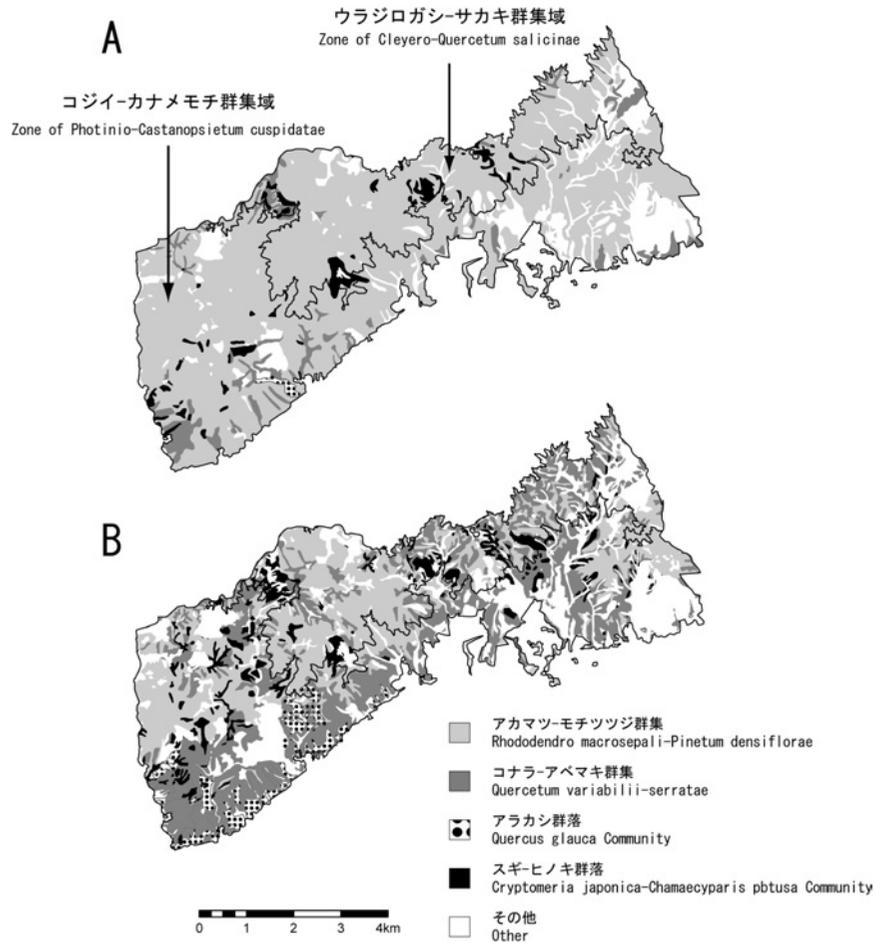 A
ウラジロガシ-サカキ群集域
Zone of Cleyero-Quercetum salicinae
コジイ-カナメモチ群集域
Zone of Photinio-Castanopsietum cuspidatae
B
アカマツ-モチツツジ群集
Rhododendro macrosepali-Pinetum densiflorae
コナラ-アベマキ群集
Quercetum variabilii-serratae
アラカシ群落
Quercus glauca Community
スギ-ヒノキ群落
Cryptomeria japonica-Chamaecyparis pbtusa Community
その他
Other
0 1 2 3 4km